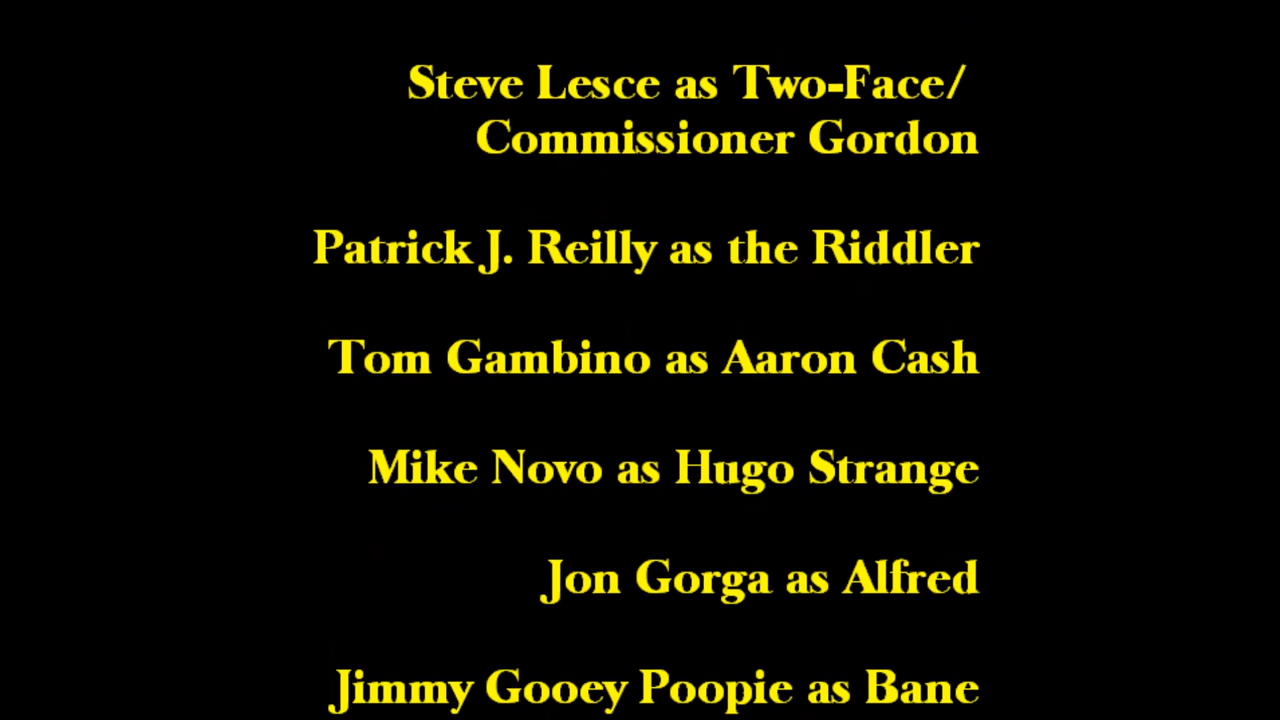 Steve Lesce as Two-Face/
Commissioner Gordon
Patrick J. Reilly as the Riddler
Tom Gambino as Aaron Cash
Mike Novo as Hugo Strange
Jon Gorga as Alfred
Jimmy Gooey Poopie as Bane